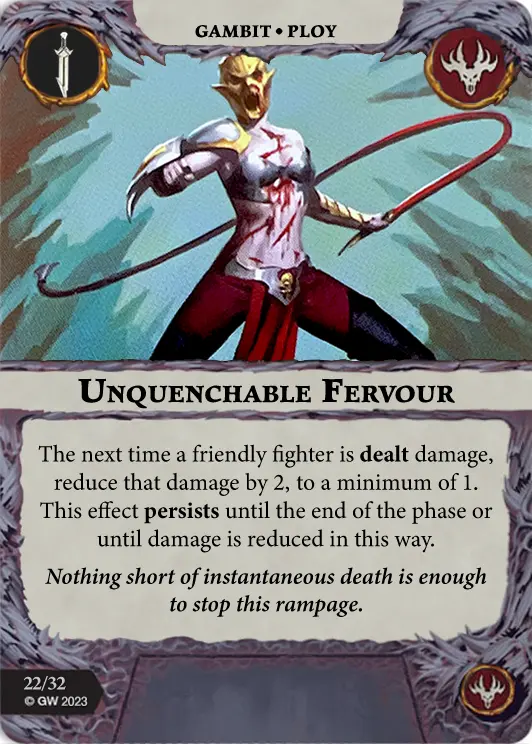 GAMBIT • PLOY
UNQUENCHABLE FERVOUR
The next time a friendly fighter is dealt damage,
reduce that damage by 2, to a minimum of 1.
This effect persists until the end of the phase or
until damage is reduced in this way.
Nothing short of instantaneous death is enough
to stop this rampage.
22/32
© GW 2023